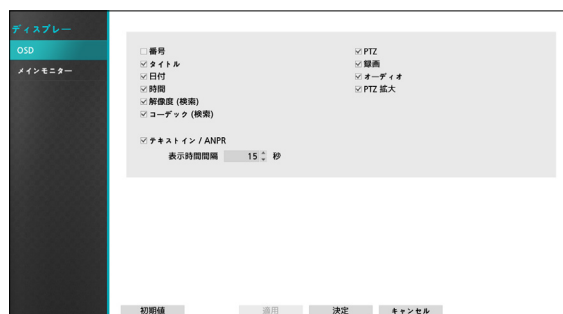 ディスプレー
OSD
メインモニター
番号
タイトル
日付
時間
解像度 (検索)
コーデック (検索)
テキストイン / ANPR
表示時間間隔 15 秒
PTZ
録画
オーディオ
PTZ 拡大
初期値 適用 決定 キャンセル